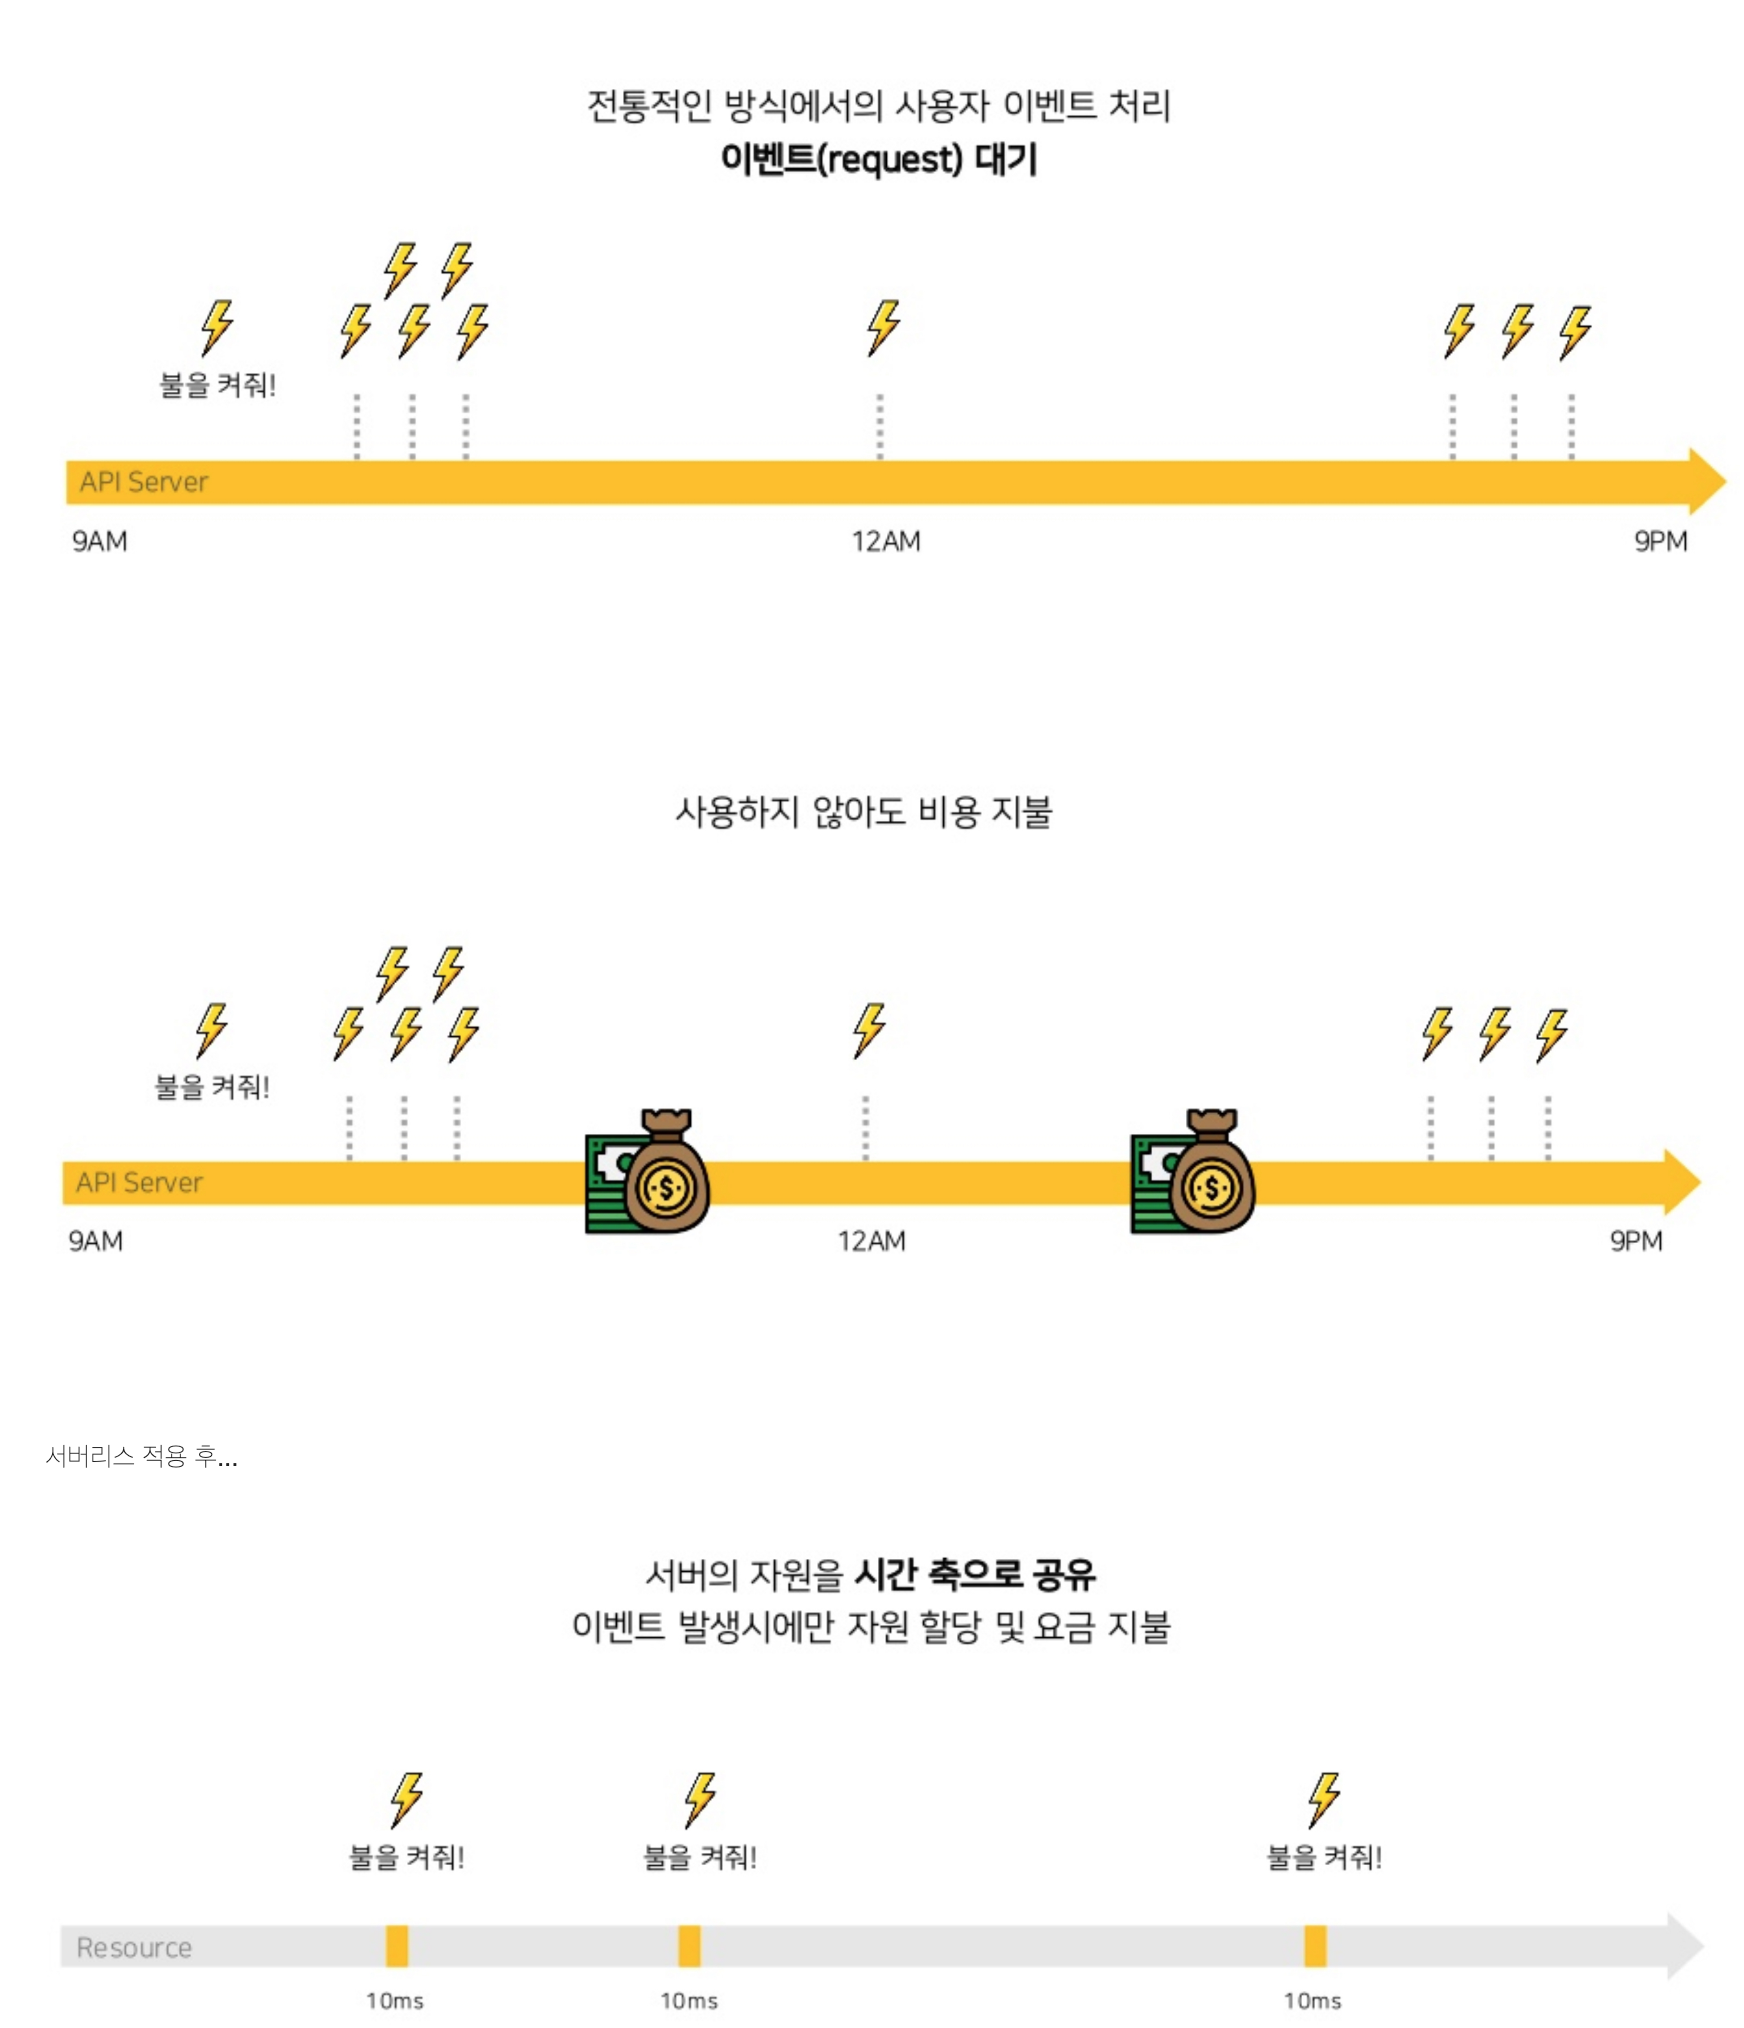 전통적인 방식에서의 사용자 이벤트 처리
이벤트(request) 대기
불을 켜줘!
API Server
9AM 12AM 9PM
사용하지 않아도 비용 지불
불을 켜줘!
API Server
9AM 12AM 9PM
서버리스 적용 후...
서버의 자원을 시간 축으로 공유
이벤트 발생시에만 자원 할당 및 요금 지불
불을 켜줘! 불을 켜줘! 불을 켜줘!
Resource
10ms 10ms 10ms